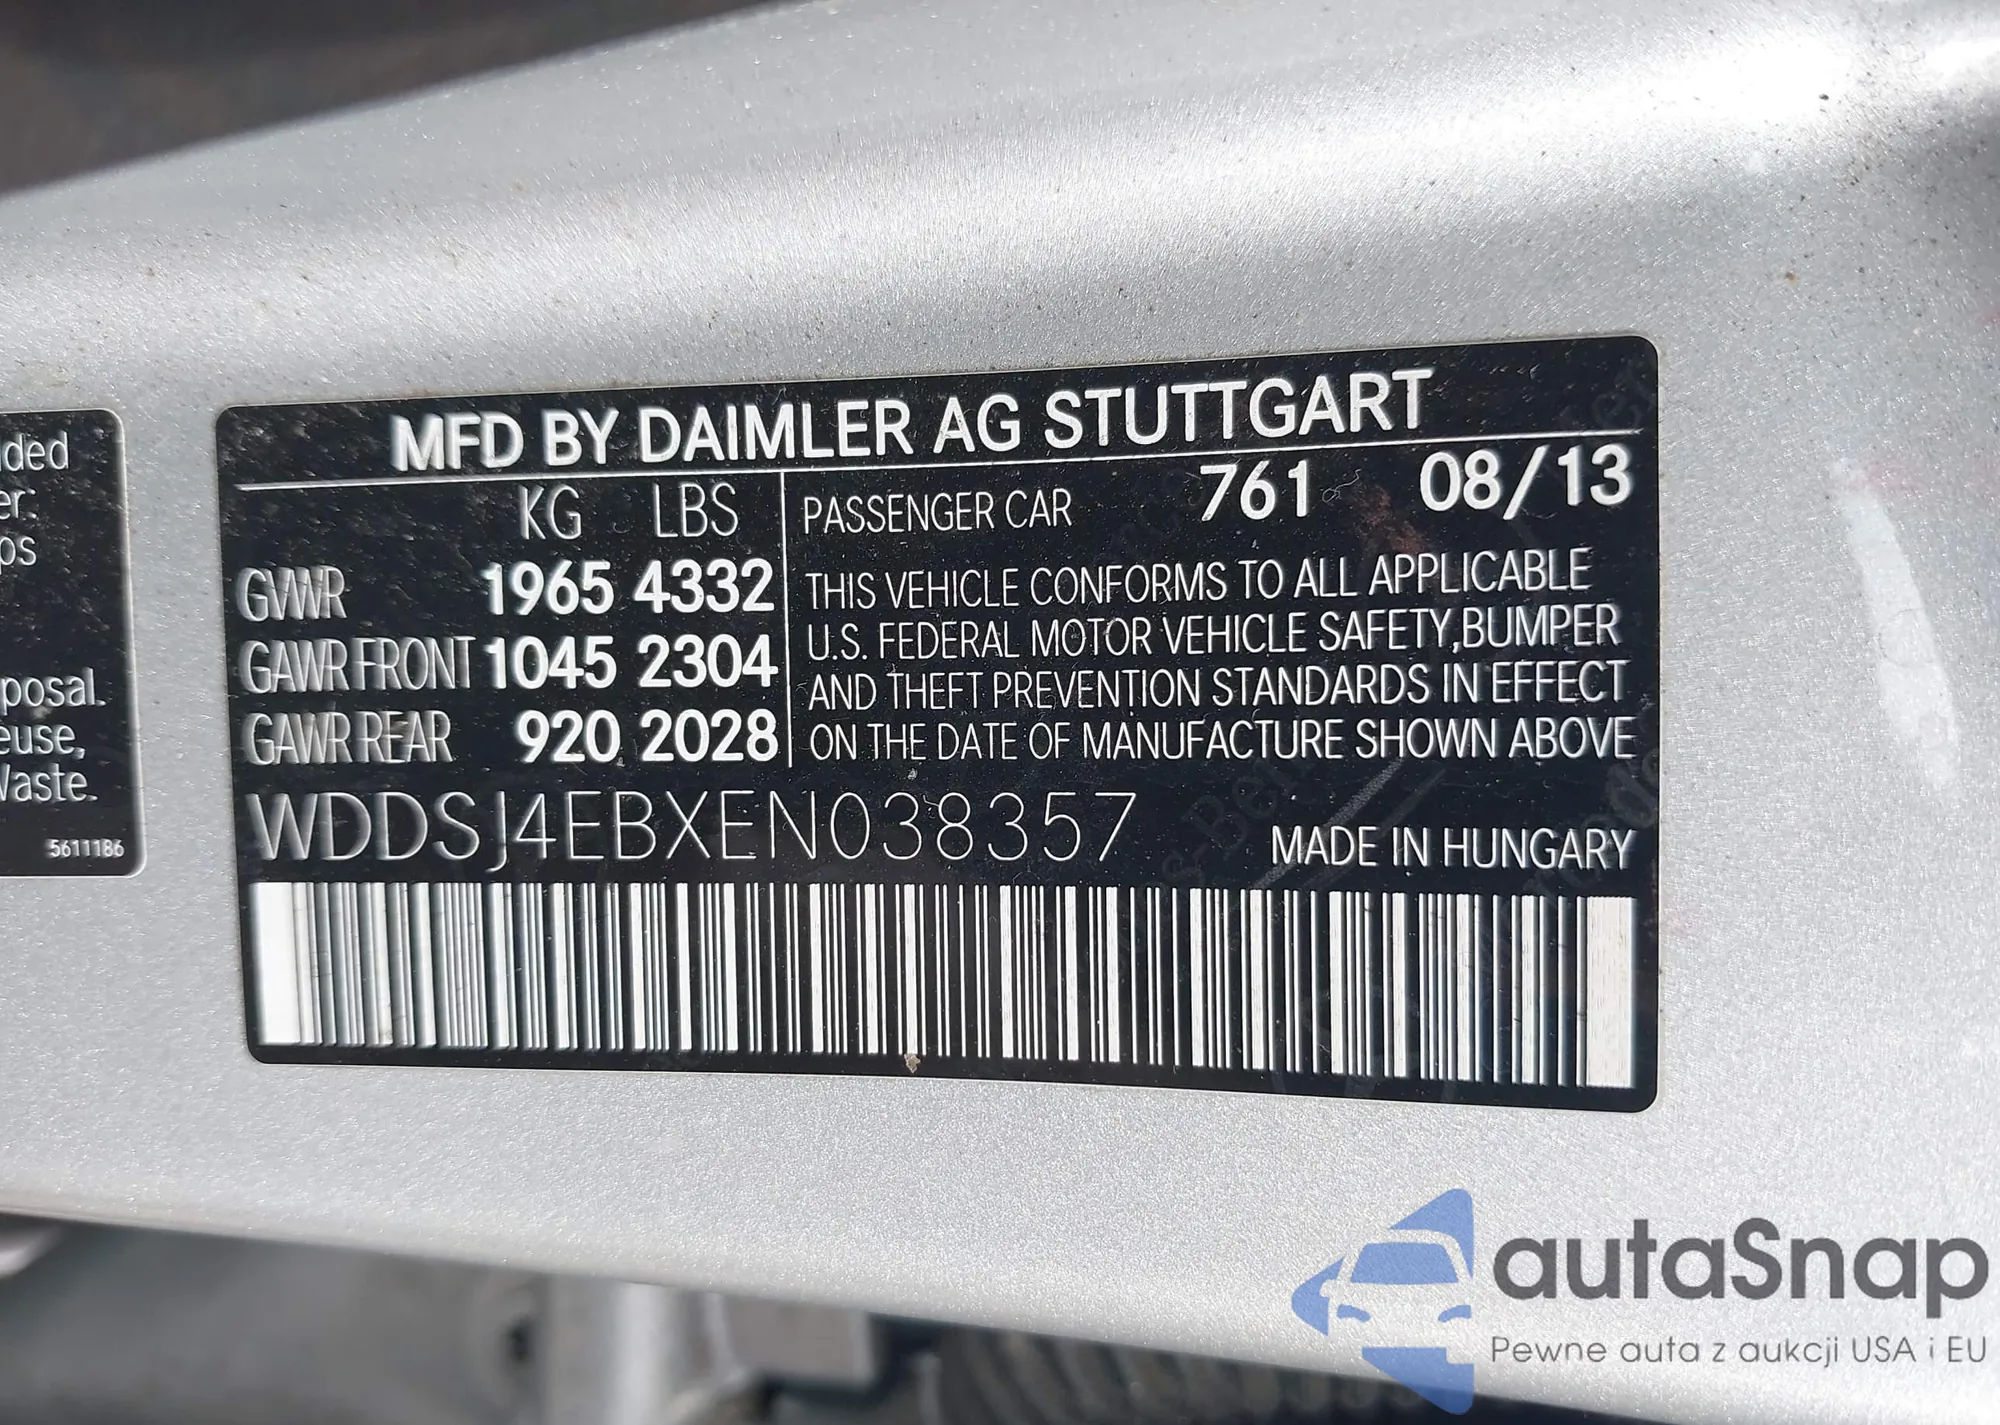 ded
er:
ps
posal.
euse,
Waste.
5611186
MFD BY DAIMLER AG STUTTGART
KG LBS PASSENGER CAR 761 08/13
GVWR 1965 4332 THIS VEHICLE CONFORMS TO ALL APPLICABLE
U.S. FEDERAL MOTOR VEHICLE SAFETY,BUMPER
GAWR FRONT 1045 2304 AND THEFT PREVENTION STANDARDS IN EFFECT
GAWR REAR 920 2028 ON THE DATE OF MANUFACTURE SHOWN ABOVE
WDDSJ4EBXEN038357 MADE IN HUNGARY
autaSnap
Pewne auta z aukcji USA i EU